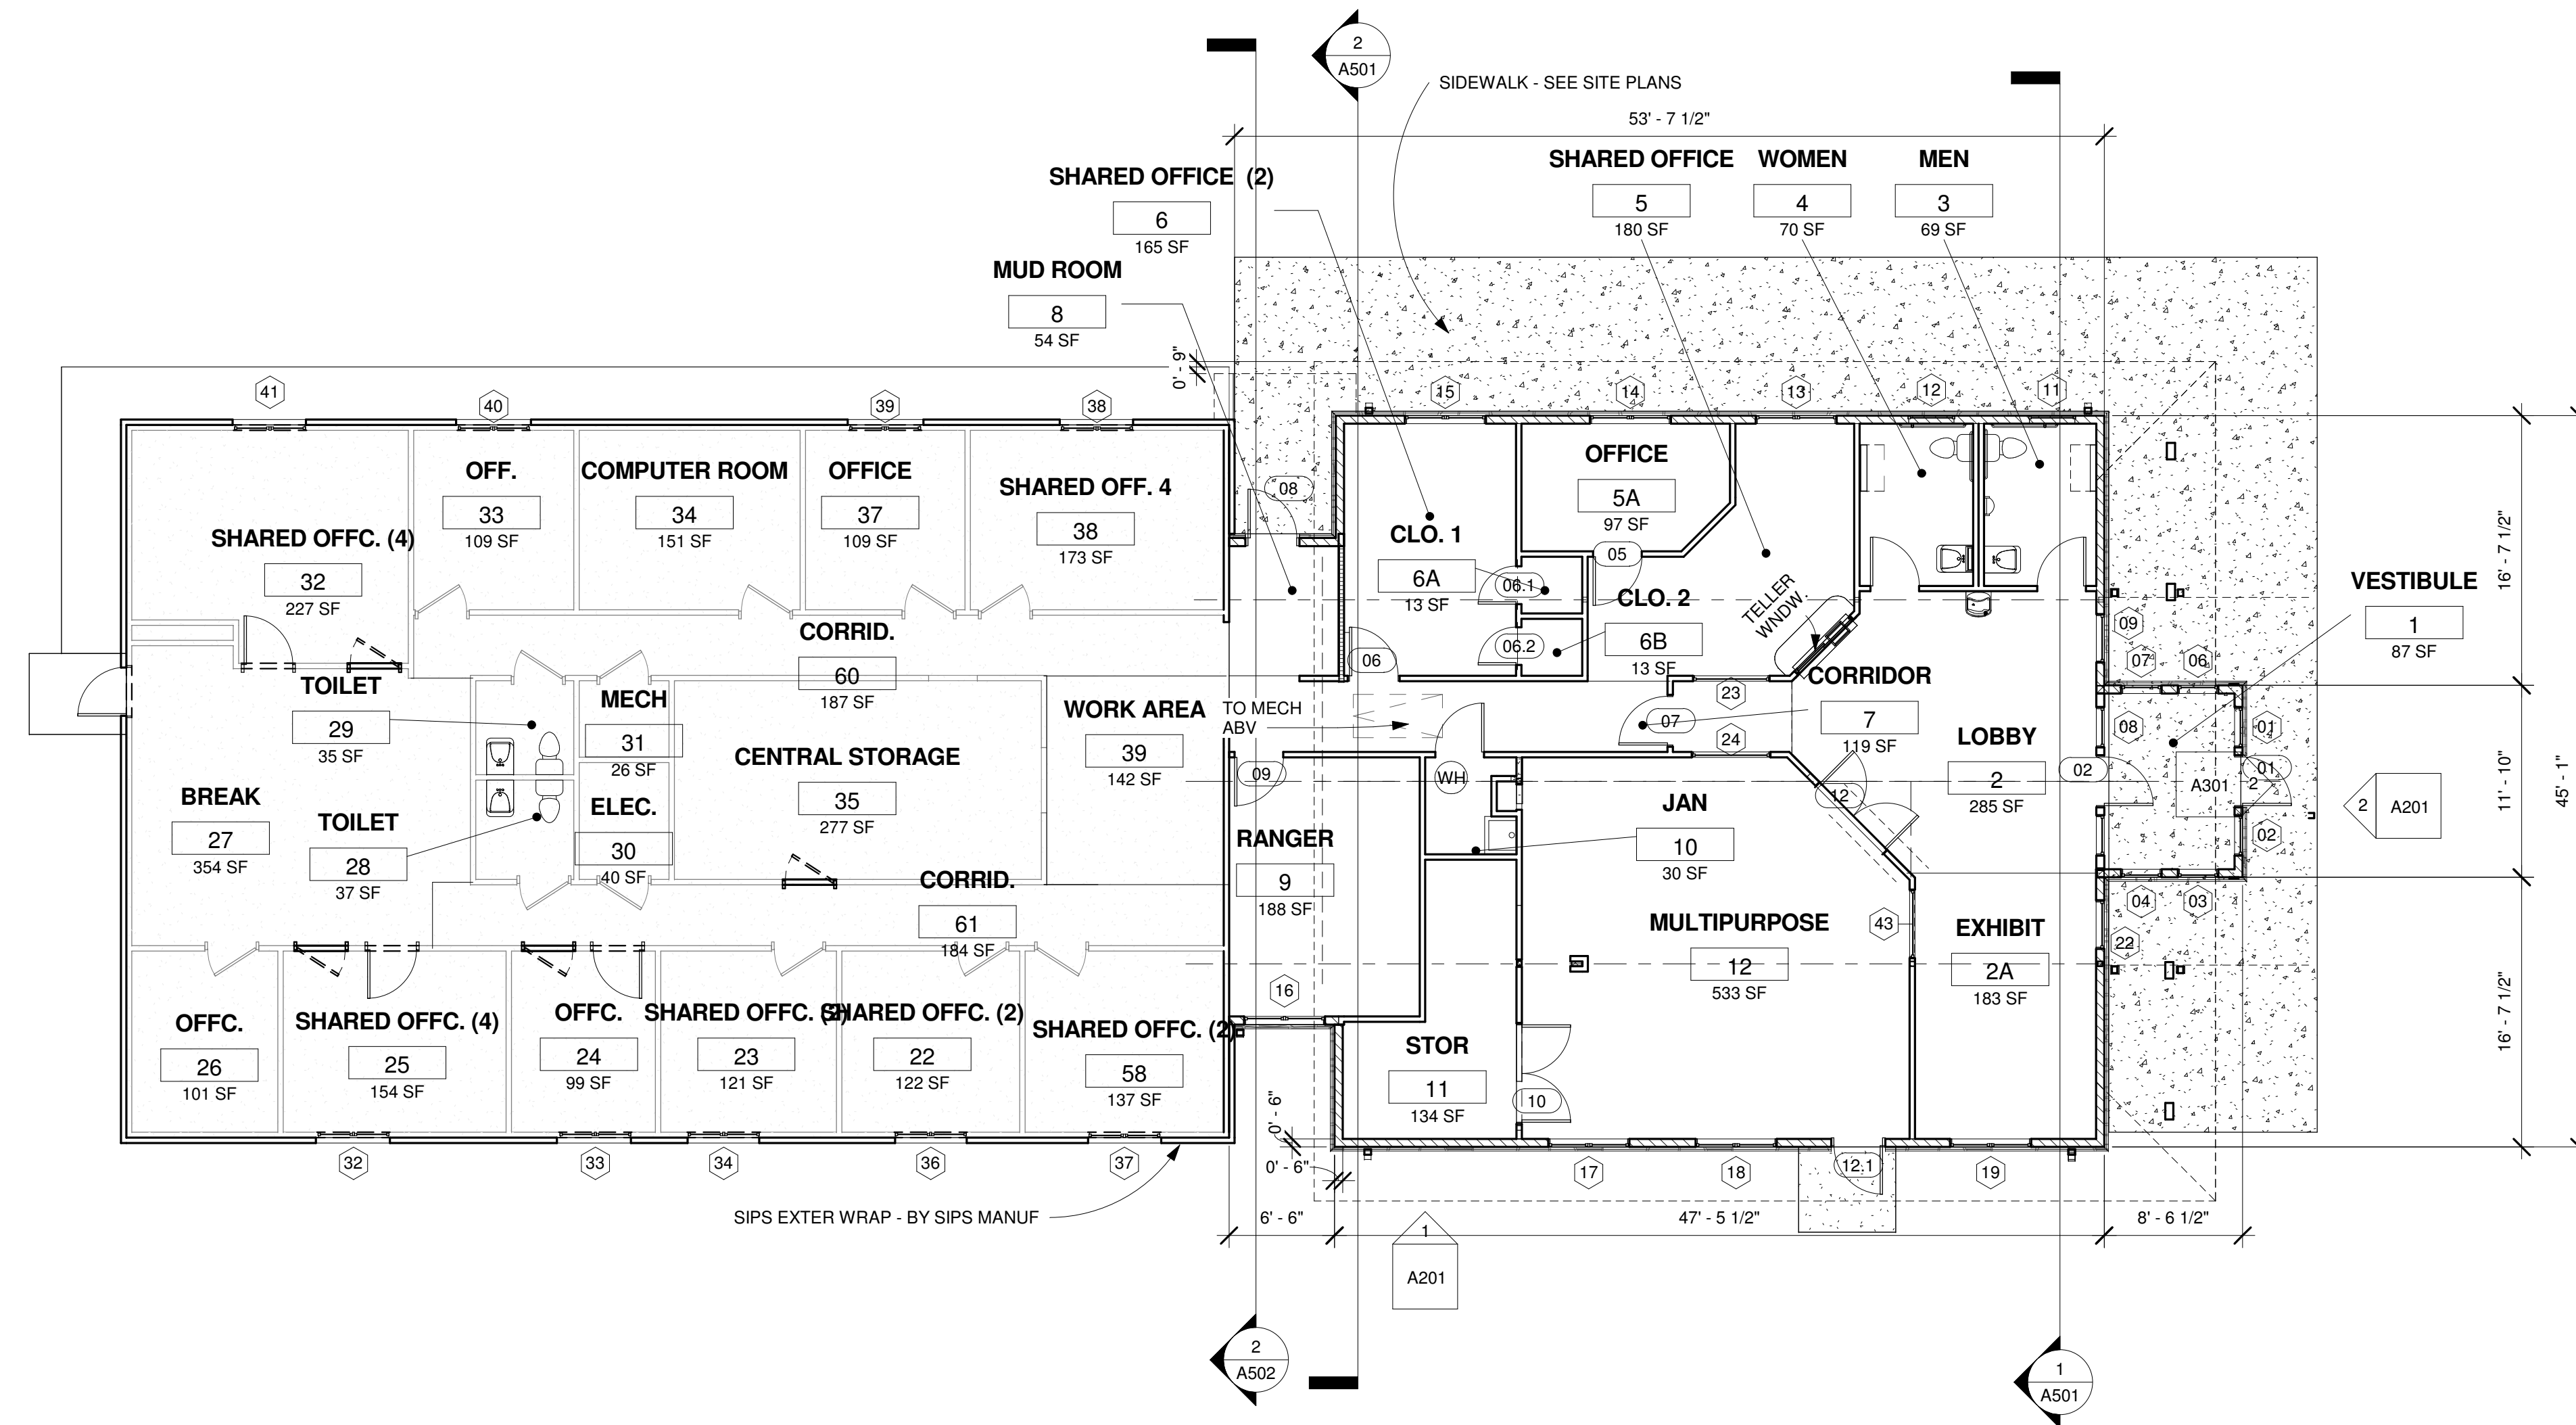 2
A501
SIDEWALK - SEE SITE PLANS
53' - 7 1/2"
SHARED OFFICE (2)
6
165 SF
SHARED OFFICE
5
180 SF
WOMEN
4
70 SF
MEN
3
69 SF
MUD ROOM
8
54 SF
0' - 9"
41
40
39
38
15
14
13
12
11
OFF.
33
109 SF
COMPUTER ROOM
34
151 SF
OFFICE
37
109 SF
SHARED OFF. 4
38
173 SF
SHARED OFFC. (4)
32
227 SF
08
OFFICE
5A
97 SF
CLO. 1
6A
13 SF
05
06.1
CLO. 2
6B
13 SF
06.2
06
TELLER
WNDW.
16' - 7 1/2"
VESTIBULE
1
87 SF
09
07
06
CORRID.
60
187 SF
TOILET
29
35 SF
MECH
31
26 SF
WORK AREA
39
142 SF
TO MECH
ABV
CORRIDOR
7
119 SF
23
07
24
LOBBY
2
285 SF
08
01
02
01
2
A301
02
2
A201
11' - 10"
45' - 1"
CENTRAL STORAGE
35
277 SF
BREAK
27
354 SF
TOILET
28
37 SF
ELEC.
30
40 SF
09
WH
12
RANGER
9
188 SF
JAN
10
30 SF
CORRID.
61
184 SF
MULTIPURPOSE
12
533 SF
43
EXHIBIT
2A
183 SF
04
03
22
16' - 7 1/2"
OFFC.
26
101 SF
SHARED OFFC. (4)
25
154 SF
OFFC.
24
99 SF
SHARED OFFC. (2)
23
121 SF
SHARED OFFC. (2)
22
122 SF
SHARED OFFC. (2)
58
137 SF
16
STOR
11
134 SF
10
0' - 6"
0' - 6"
32
33
34
36
37
17
18
12.1
19
SIPS EXTER WRAP - BY SIPS MANUF
6' - 6"
47' - 5 1/2"
8' - 6 1/2"
1
A201
2
A502
1
A501